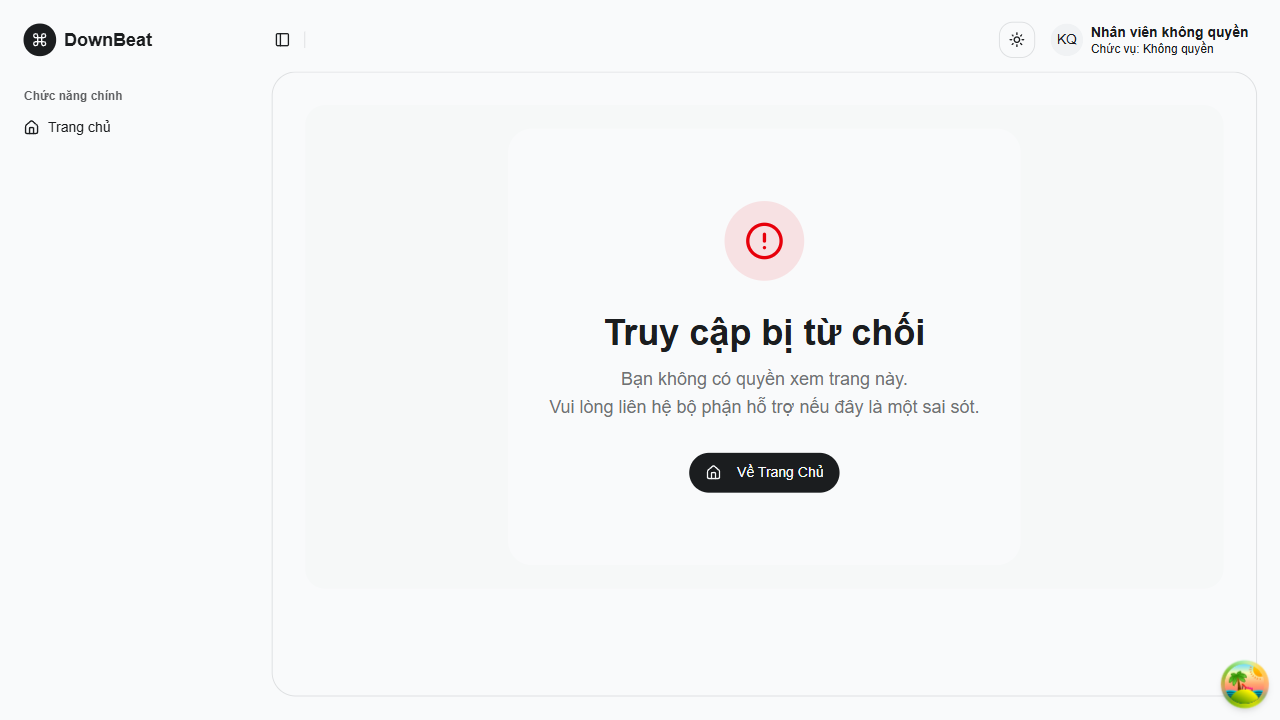 DownBeat
Nhân viên không quyền
KQ
Chức vụ: Không quyền
Chức năng chính
Trang chủ
Truy cập bị từ chối
Bạn không có quyền xem trang này.
Vui lòng liên hệ bộ phận hỗ trợ nếu đây là một sai sót.
Về Trang Chủ